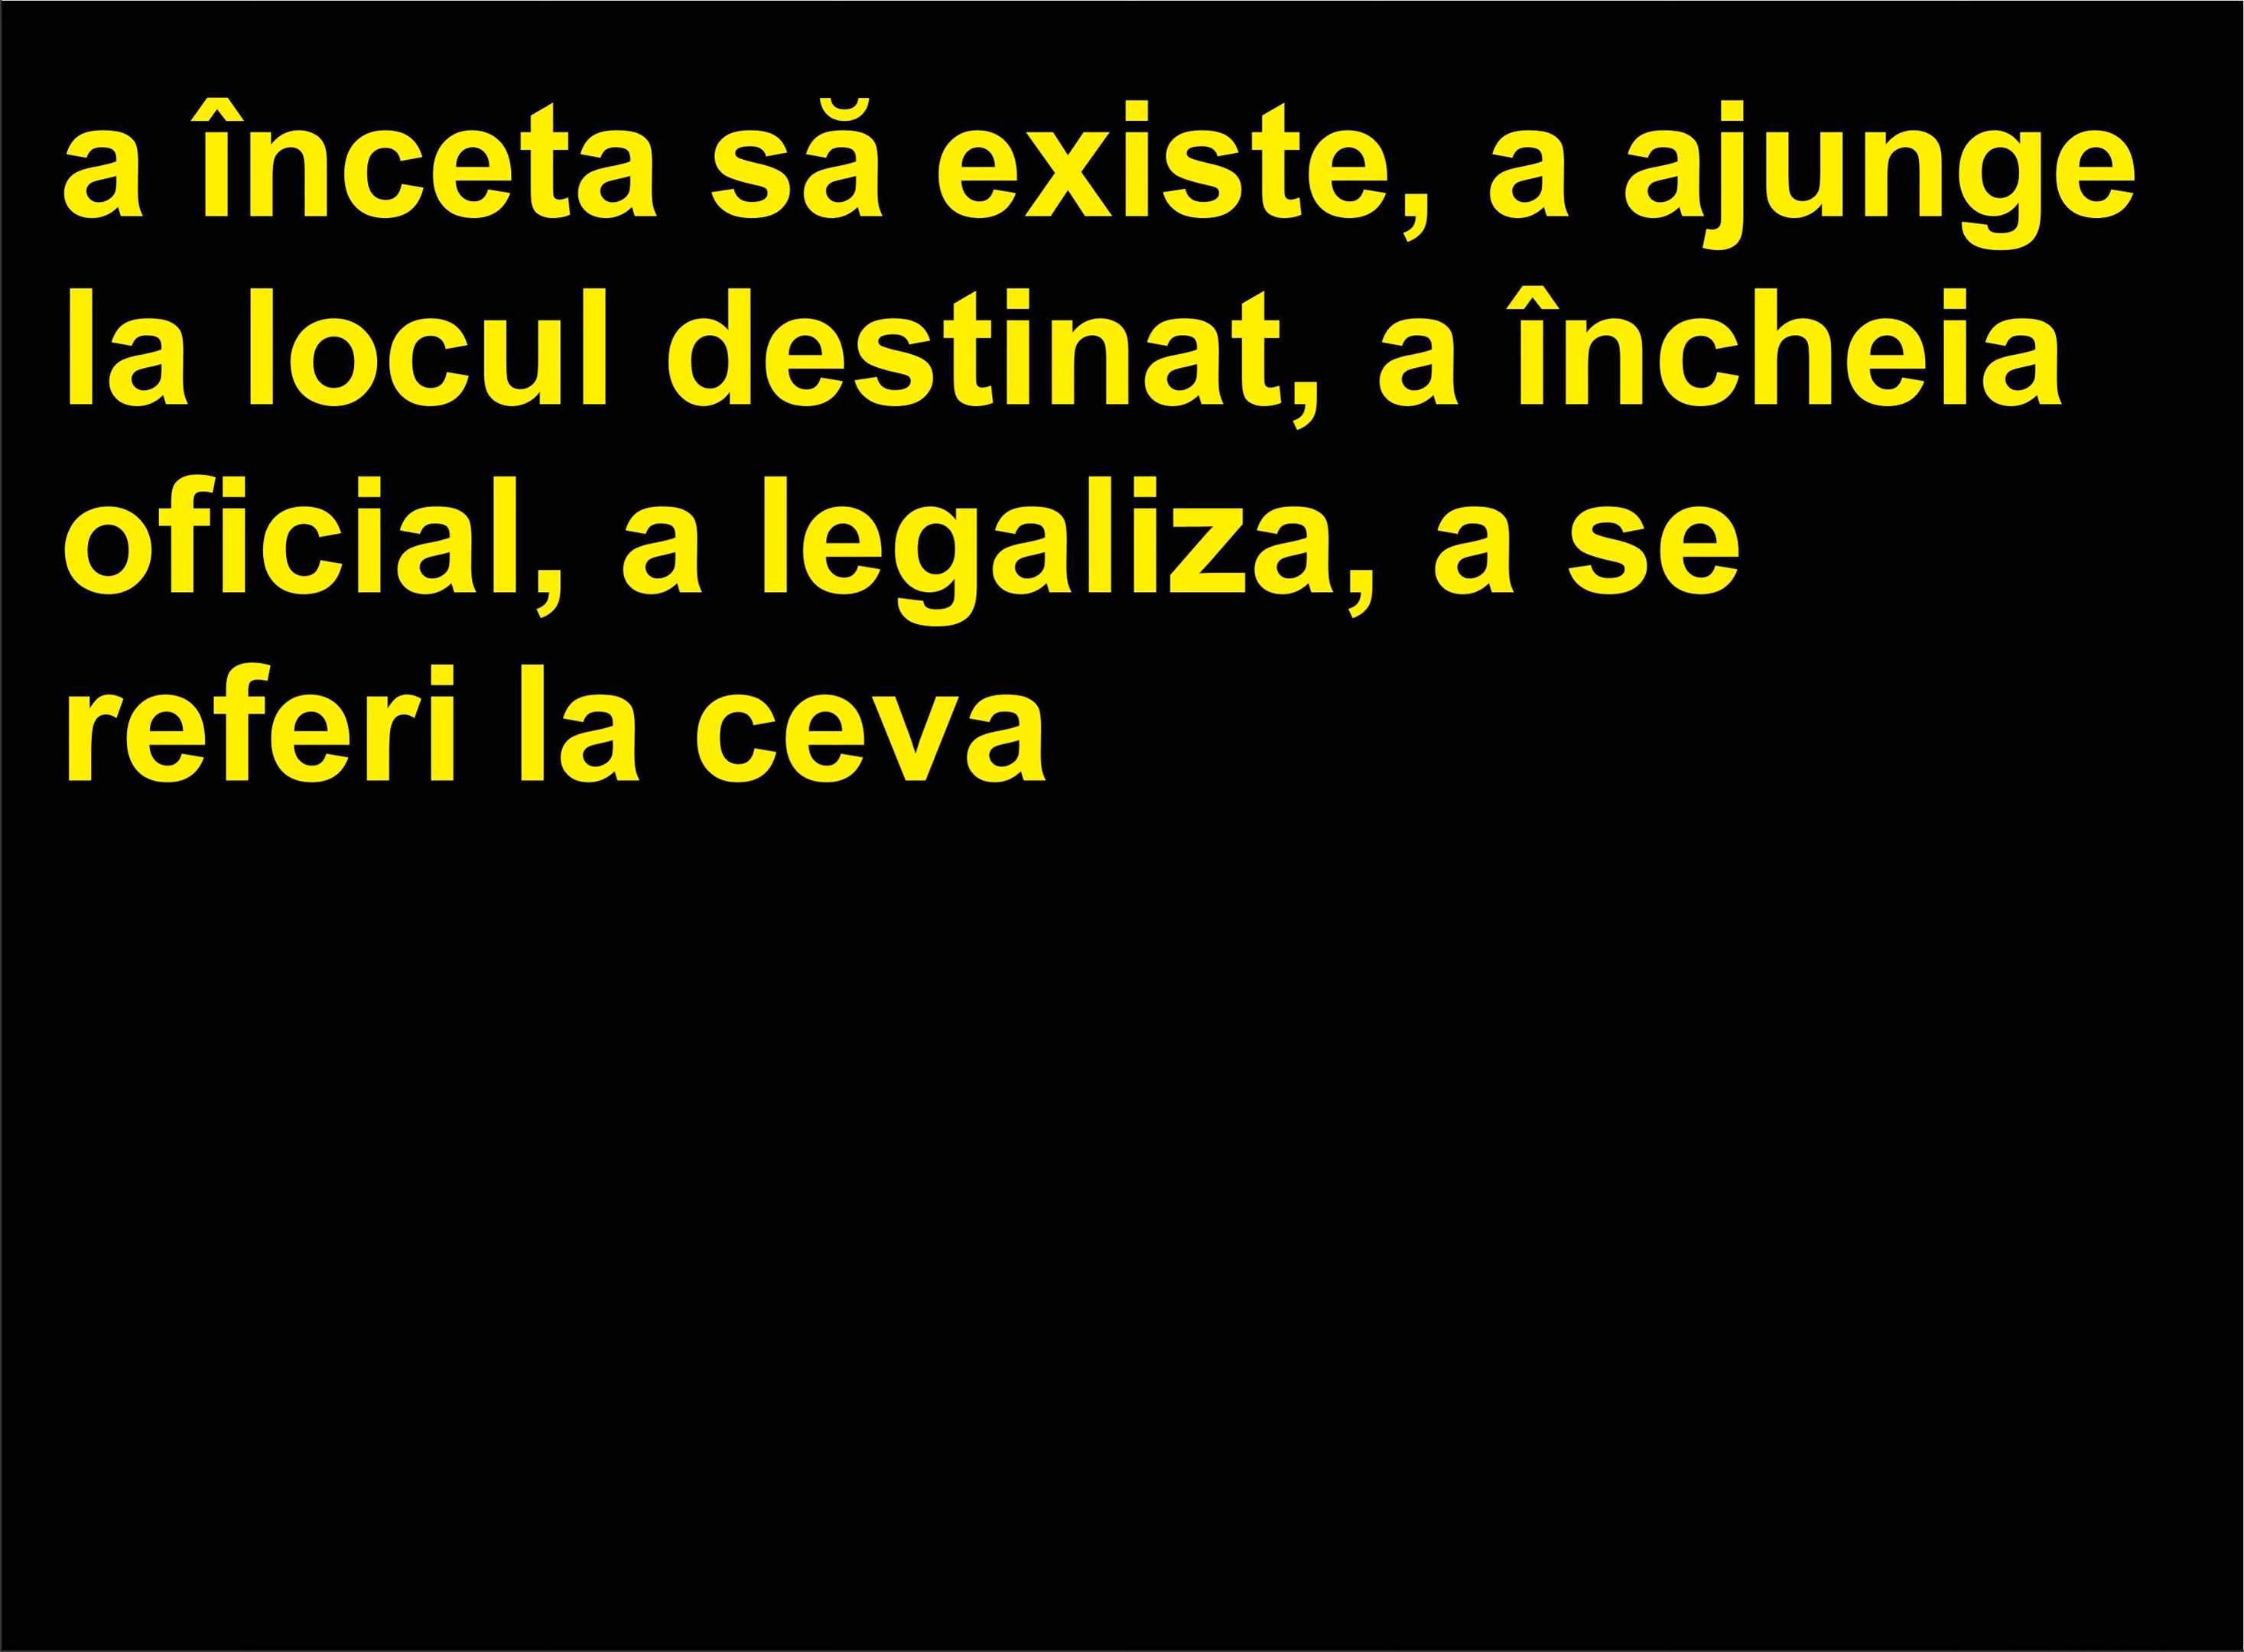 a înceta să existe, a ajunge
la locul destinat, a încheia
oficial, a legaliza, a se
referi la ceva